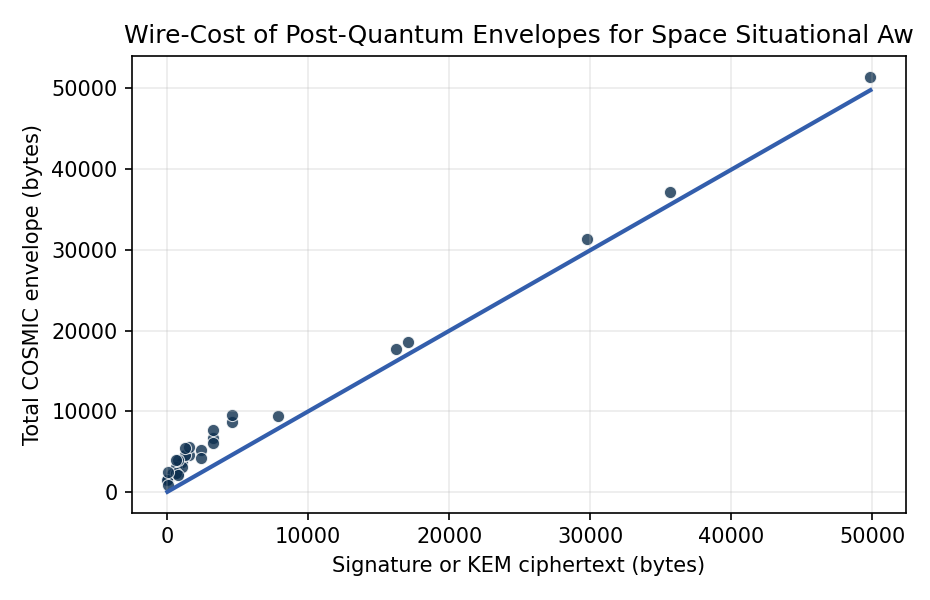 Wire-Cost of Post-Quantum Envelopes for Space Situational Aw
Total COSMIC envelope (bytes)
50000
40000
30000
20000
10000
0
0 10000 20000 30000 40000 50000
Signature or KEM ciphertext (bytes)